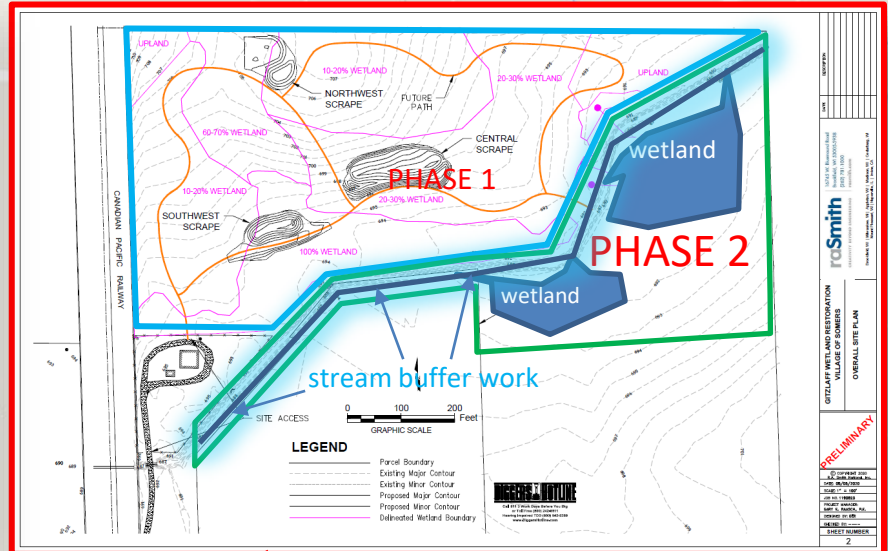 UPLAND
10-20% WETLAND
NORTHWEST
SCRAPE
FUTURE
PATH
20-30% WETLAND
UPLAND
60-70% WETLAND
CENTRAL
SCRAPE
PHASE 1
wetland
10-20% WETLAND
20-30% WETLAND
SOUTHWEST
SCRAPE
100% WETLAND
PHASE 2
wetland
CANADIAN PACIFIC RAILWAY
stream buffer work
SITE ACCESS
0 100 200
Feet
GRAPHIC SCALE
LEGEND
Parcel Boundary
Existing Major Contour
Existing Minor Contour
Proposed Major Contour
Proposed Minor Contour
Delineated Wetland Boundary
DIGGERS HOTLINE
raSmith
GITZLAFF WETLAND RESTORATION
VILLAGE OF SOMERS
OVERALL SITE PLAN
PRELIMINARY
SHEET NUMBER
2